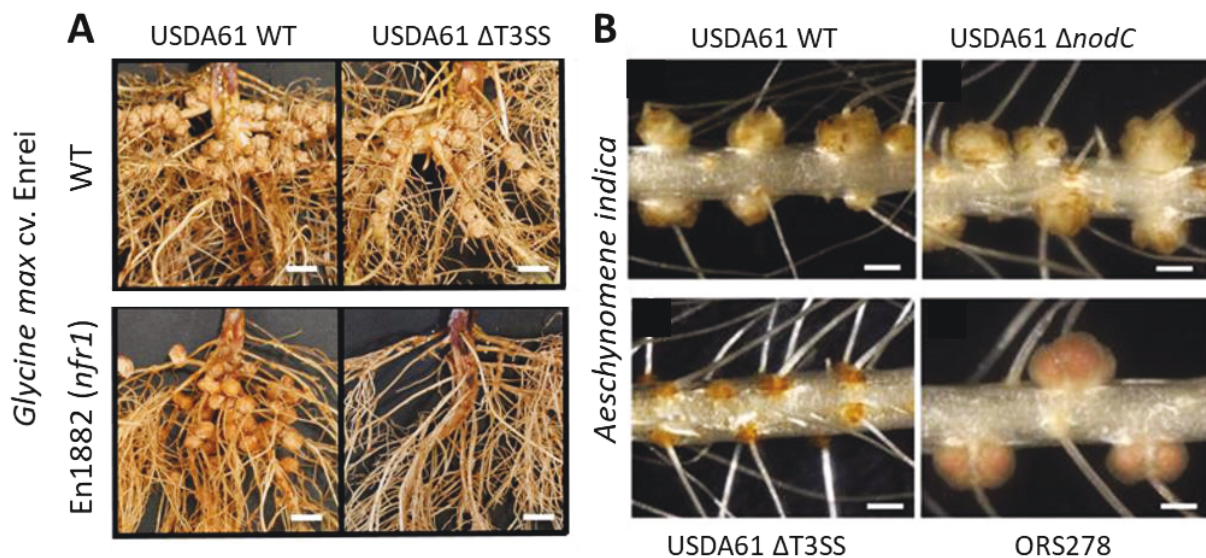 A
USDA61 WT
USDA61 ΔT3SS
Glycine max cv. Enrei
WT
En1882 (nfr1)
B
USDA61 WT
USDA61 ΔnodC
Aeschynomene indica
USDA61 ΔT3SS
ORS278